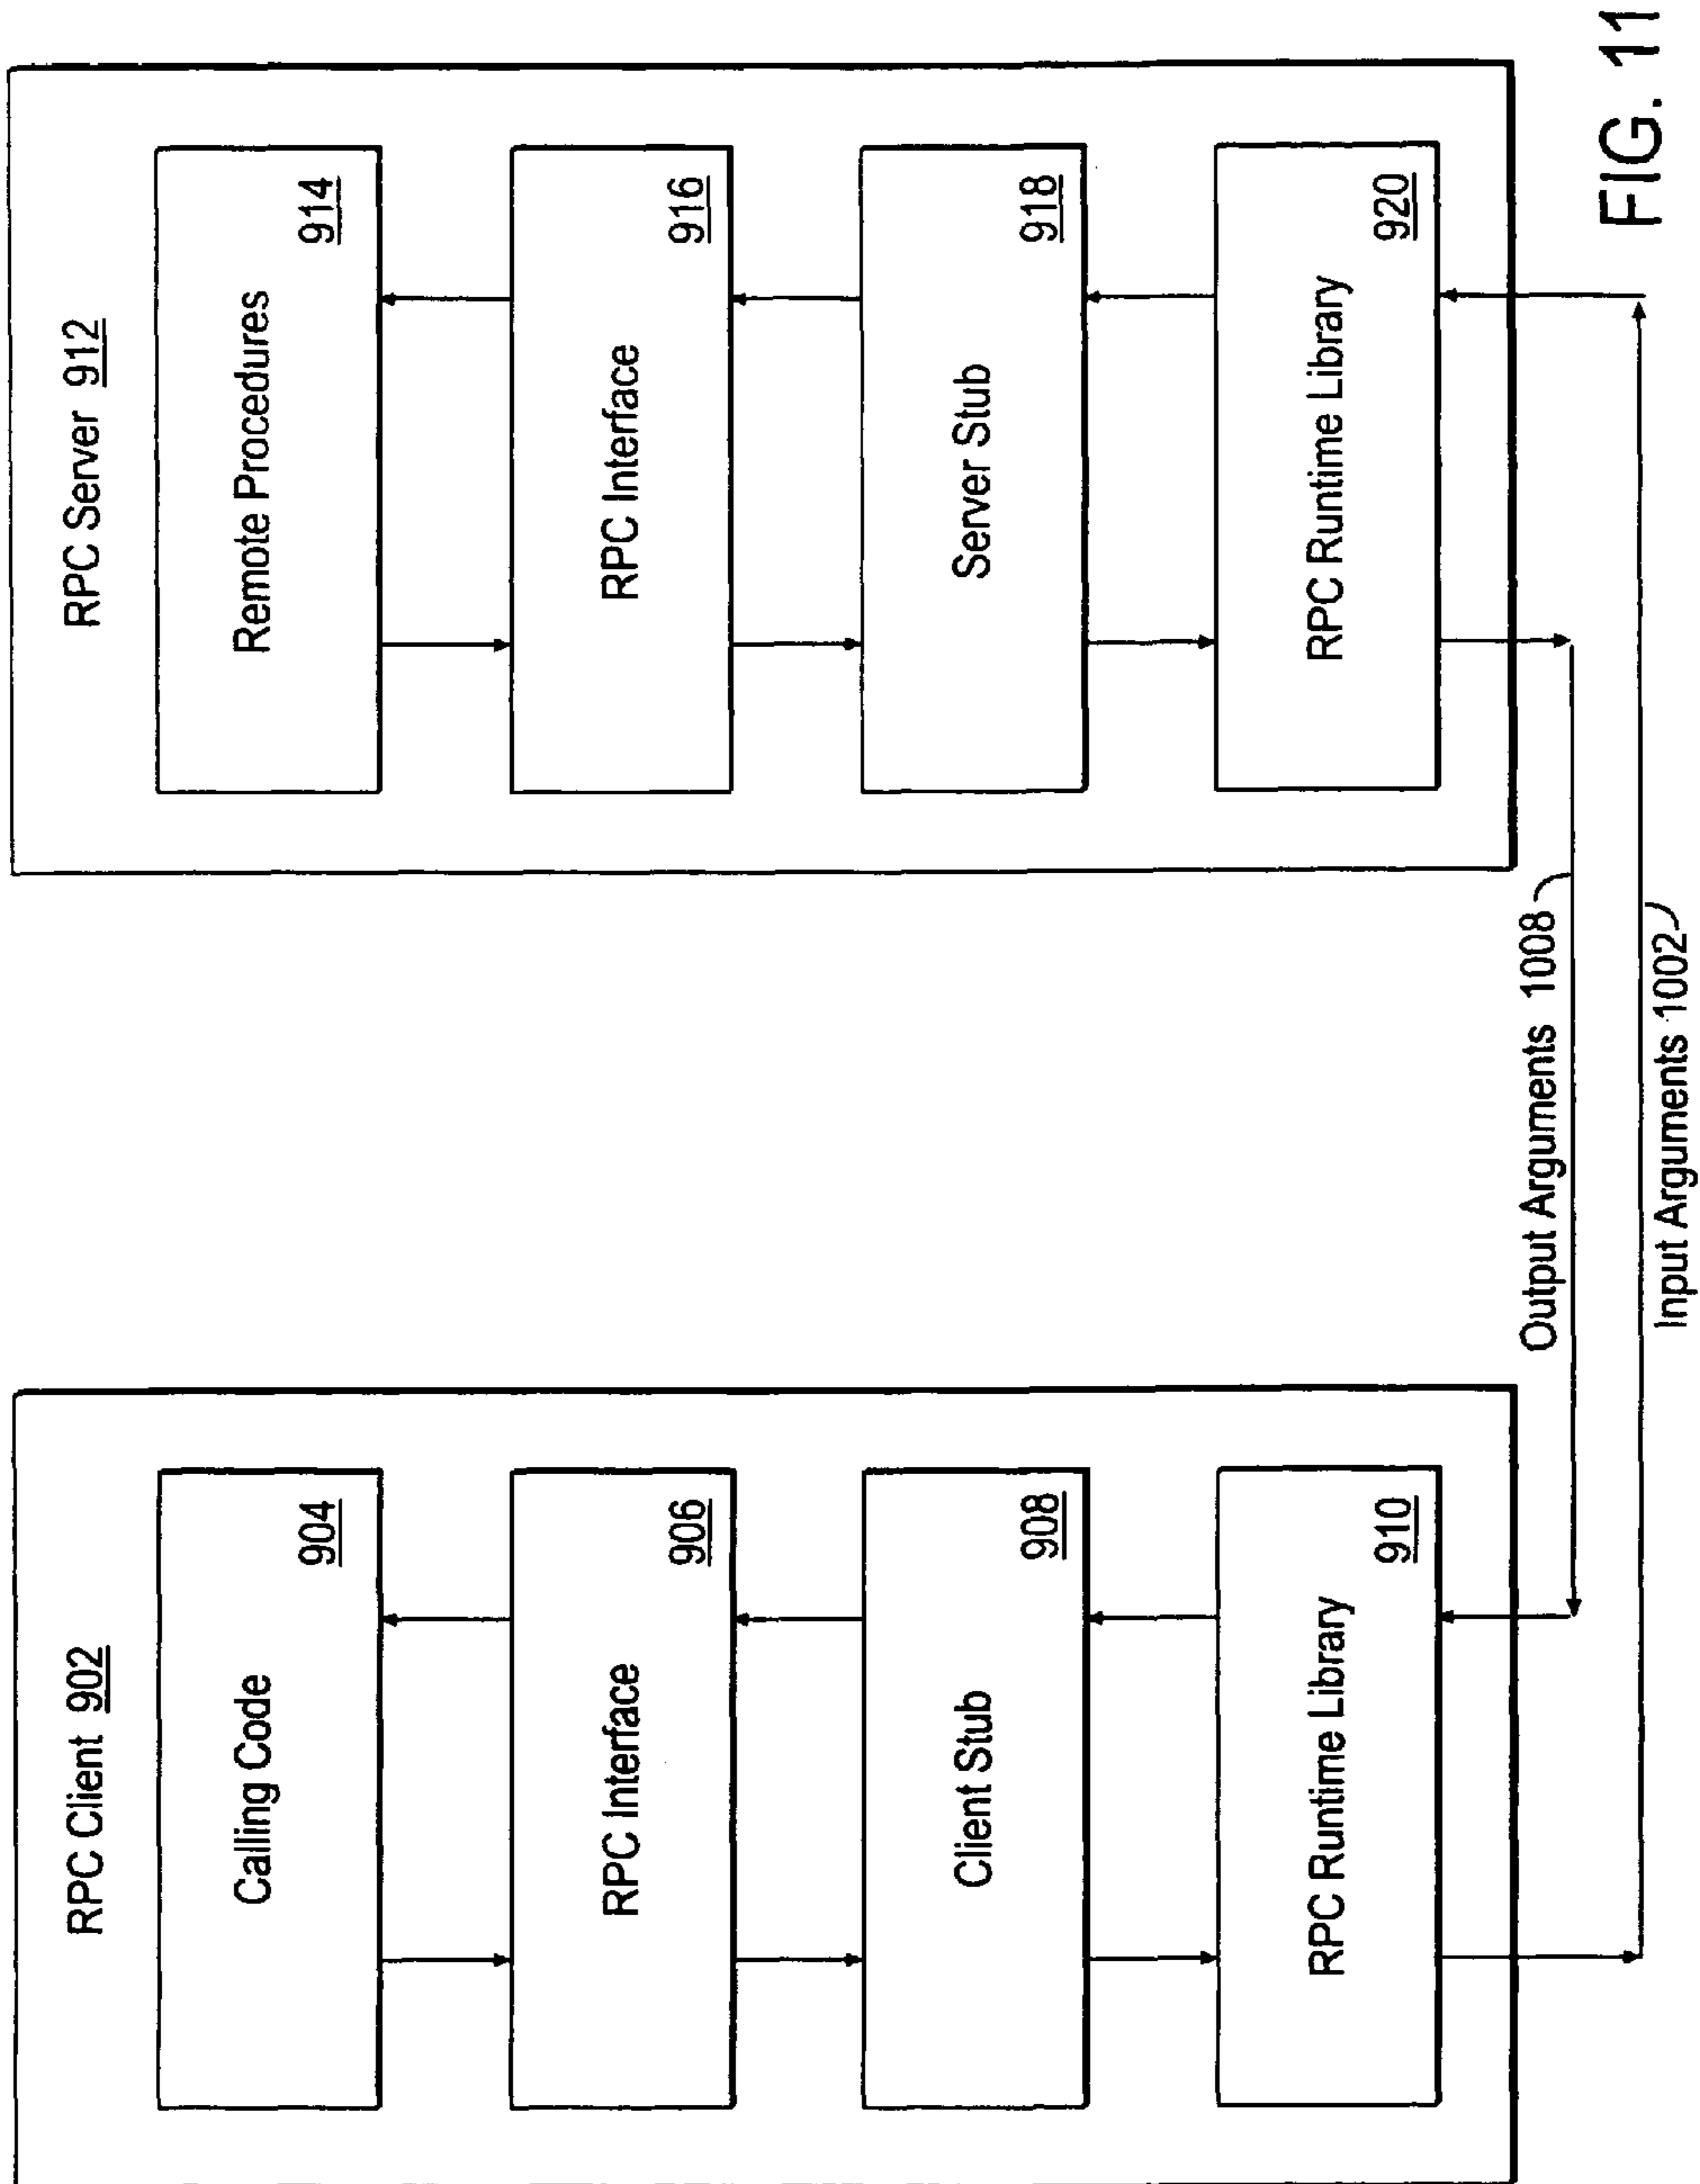 RPC Client 902
Calling Code
904
RPC Interface
906
Client Stub
908
RPC Runtime Library
910
RPC Server 912
Remote Procedures
914
RPC Interface
916
Server Stub
918
RPC Runtime Library
920
Output Arguments 1008
Input Arguments 1002
FIG. 11